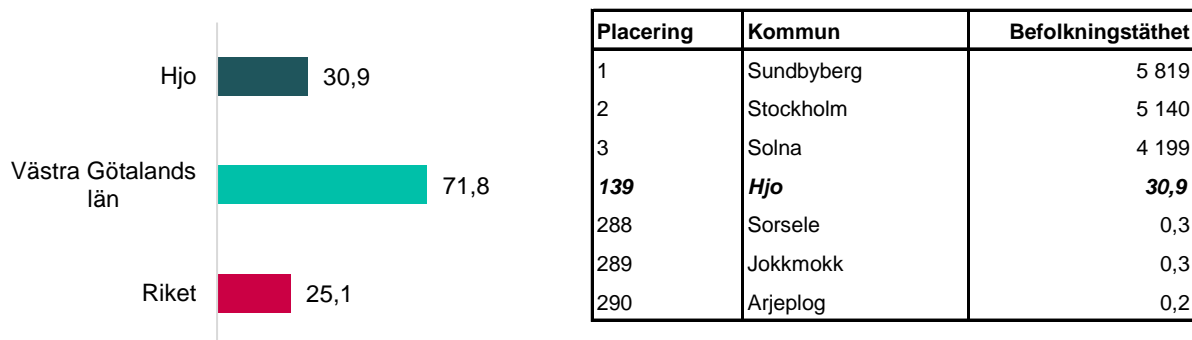 Hjo
30,9
Västra Götalands
län
71,8
Riket
25,1
Placering Kommun Befolkningstäthet
1 Sundbyberg 5 819
2 Stockholm 5 140
3 Solna 4 199
139 Hjo 30,9
288 Sorsele 0,3
289 Jokkmokk 0,3
290 Arjeplog 0,2